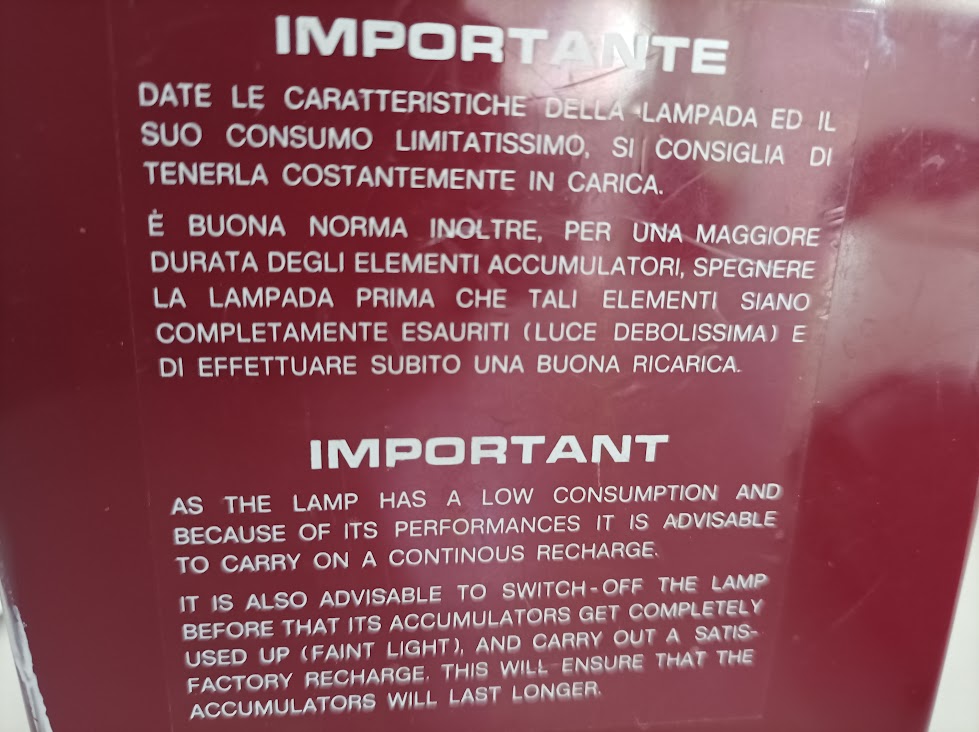 IMPORTANTE
DATE LE CARATTERISTICHE DELLA LAMPADA ED IL
SUO CONSUMO LIMITATISSIMO, SI CONSIGLIA DI
TENERLA COSTANTEMENTE IN CARICA.
È BUONA NORMA INOLTRE, PER UNA MAGGIORE
DURATA DEGLI ELEMENTI ACCUMULATORI, SPEGNERE
LA LAMPADA PRIMA CHE TALI ELEMENTI SIANO
COMPLETAMENTE ESAURITI (LUCE DEBOLISSIMA) E
DI EFFETTUARE SUBITO UNA BUONA RICARICA.
IMPORTANT
AS THE LAMP HAS A LOW CONSUMPTION AND
BECAUSE OF ITS PERFORMANCES IT IS ADVISABLE
TO CARRY ON A CONTINOUS RECHARGE.
IT IS ALSO ADVISABLE TO SWITCH-OFF THE LAMP
BEFORE THAT ITS ACCUMULATORS GET COMPLETELY
USED UP (FAINT LIGHT), AND CARRY OUT A SATIS-
FACTORY RECHARGE. THIS WILL ENSURE THAT THE
ACCUMULATORS WILL LAST LONGER.